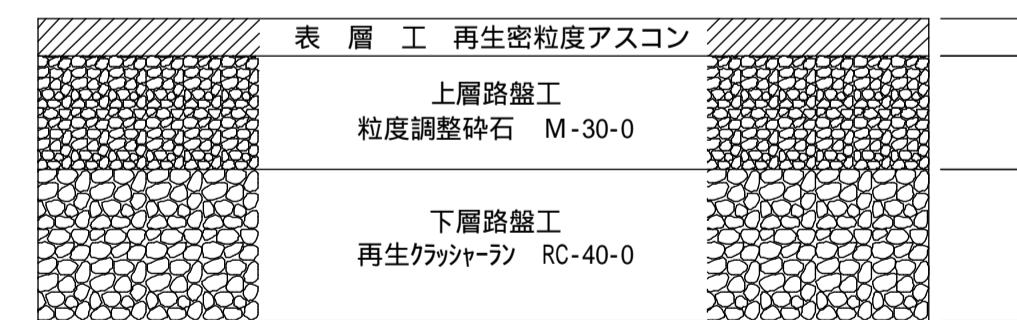 表 層 工 再生密粒度アスコン
上層路盤工
粒度調整砕石 M-30-0
下層路盤工
再生ｸﾗｯｼｬｰﾗﾝ RC-40-0